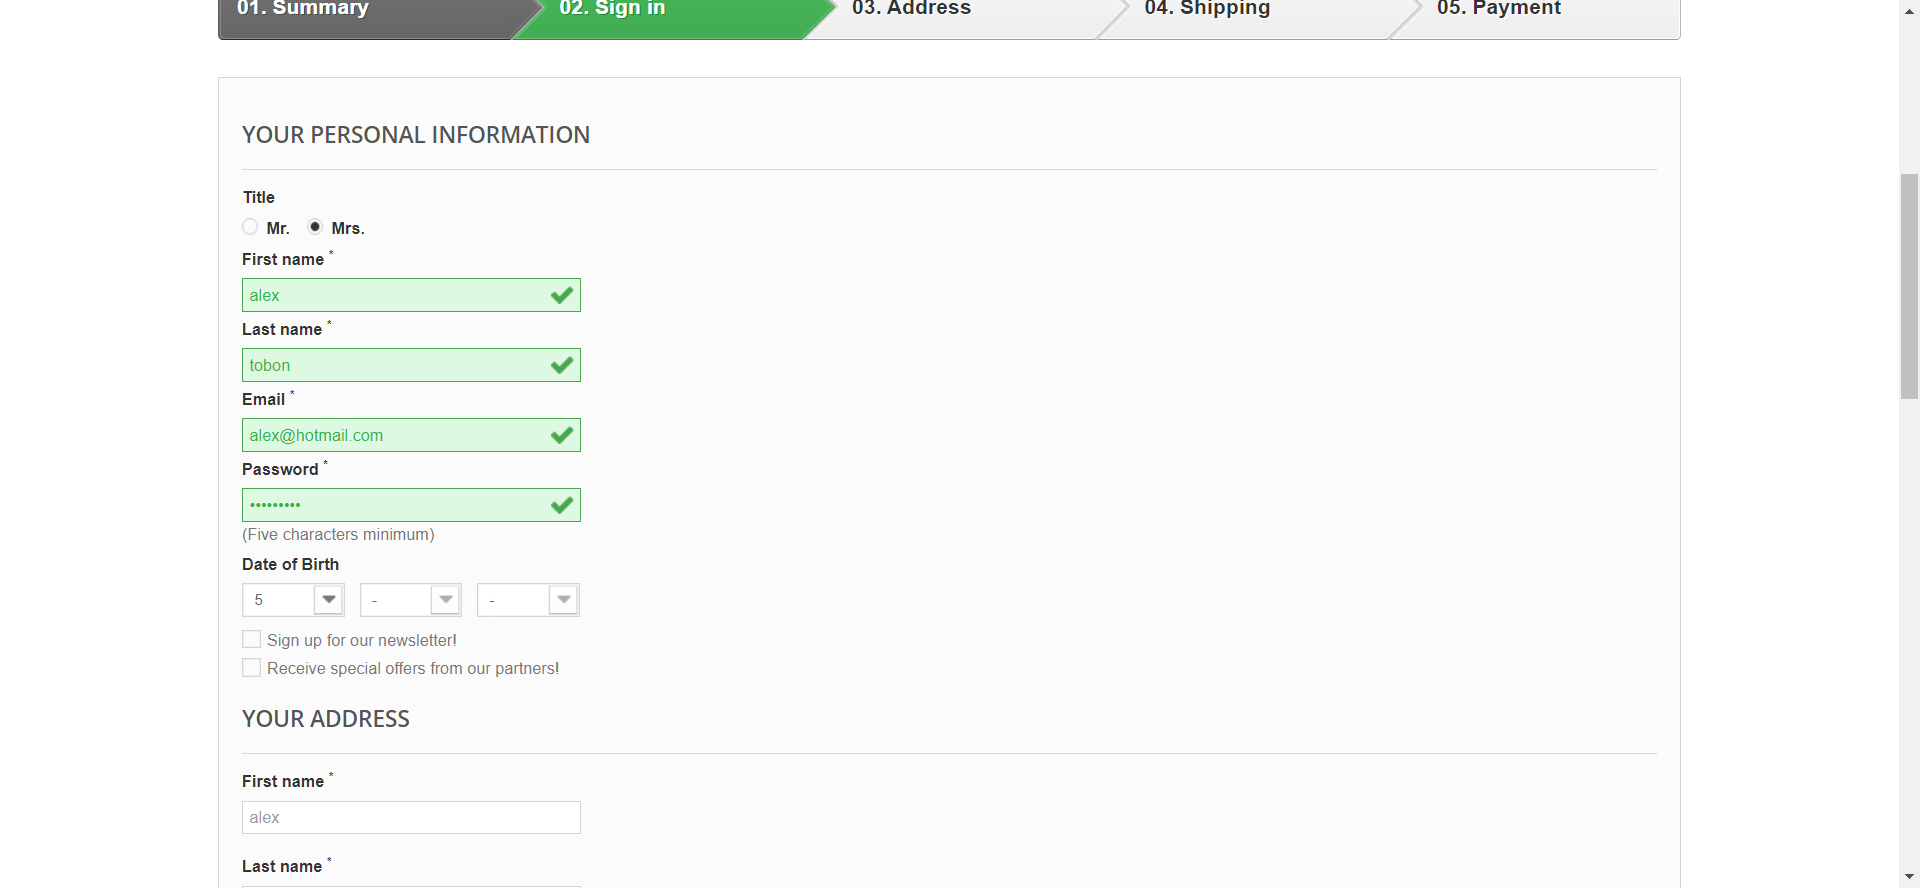 01. Summary 02. Sign in 03. Address 04. Shipping 05. Payment
YOUR PERSONAL INFORMATION
Title
Mr. Mrs.
First name *
alex
Last name *
tobon
Email *
alex@hotmail.com
Password *
•••••••••
(Five characters minimum)
Date of Birth
5 - -
Sign up for our newsletter!
Receive special offers from our partners!
YOUR ADDRESS
First name *
alex
Last name *